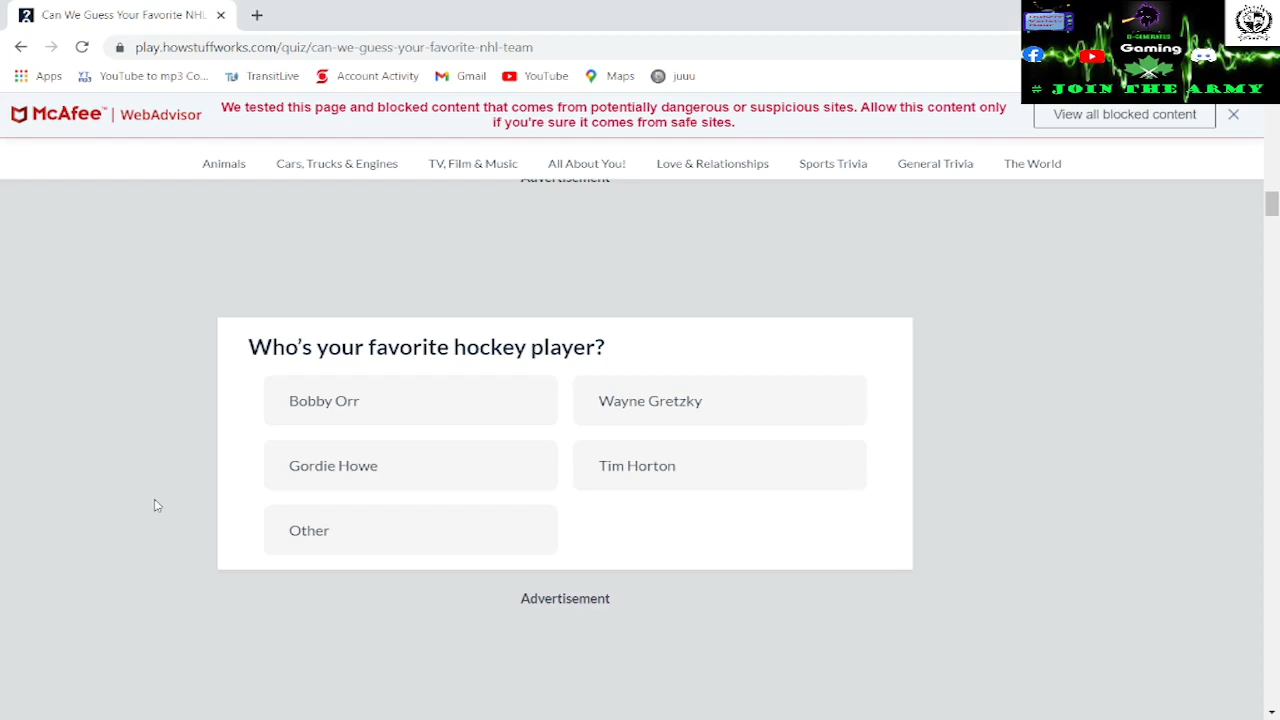 Can We Guess Your Favorite NHL
play.howstuffworks.com/quiz/can-we-guess-your-favorite-nhl-team
Apps YouTube to mp3 Co... TransitLive Account Activity Gmail YouTube Maps juuu
Gaming
# JOIN THE ARMY
McAfee™ | WebAdvisor
We tested this page and blocked content that comes from potentially dangerous or suspicious sites. Allow this content only
if you're sure it comes from safe sites.
View all blocked content
Animals Cars, Trucks & Engines TV, Film & Music All About You! Love & Relationships Sports Trivia General Trivia The World
Advertisement
Who's your favorite hockey player?
Bobby Orr Wayne Gretzky
Gordie Howe Tim Horton
Other
Advertisement